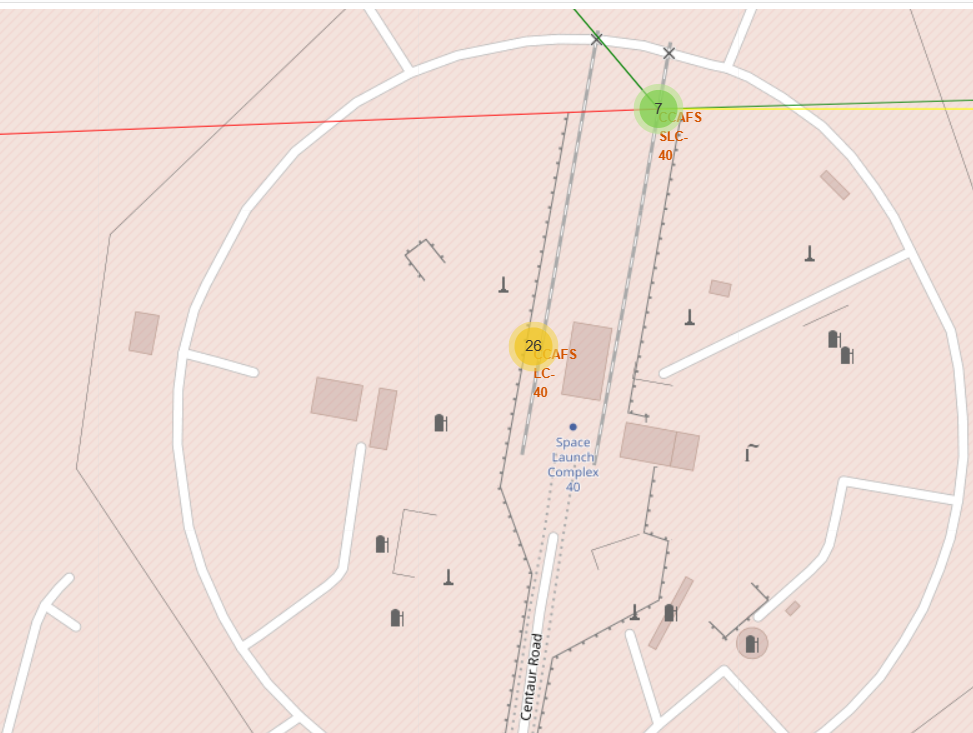 7
CCAFS
SLC-
40
26
CCAFS
LC-
40
Space
Launch
Complex
40
Centaur Road